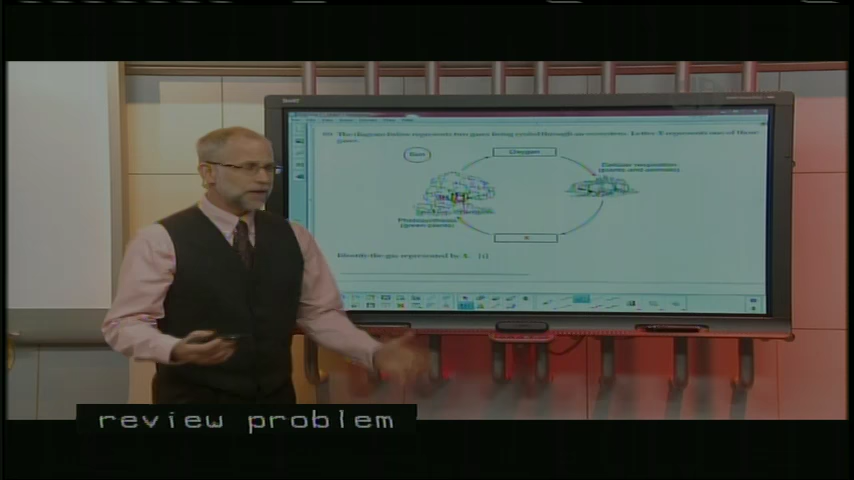 The diagram below represents two gases being cycled through an ecosystem. Letter X represents one of these
gases.
Sun
Oxygen
Cellular respiration
(plants and animals)
Photosynthesis
(green plants)
X
Identify the gas represented by X. [1]
review problem